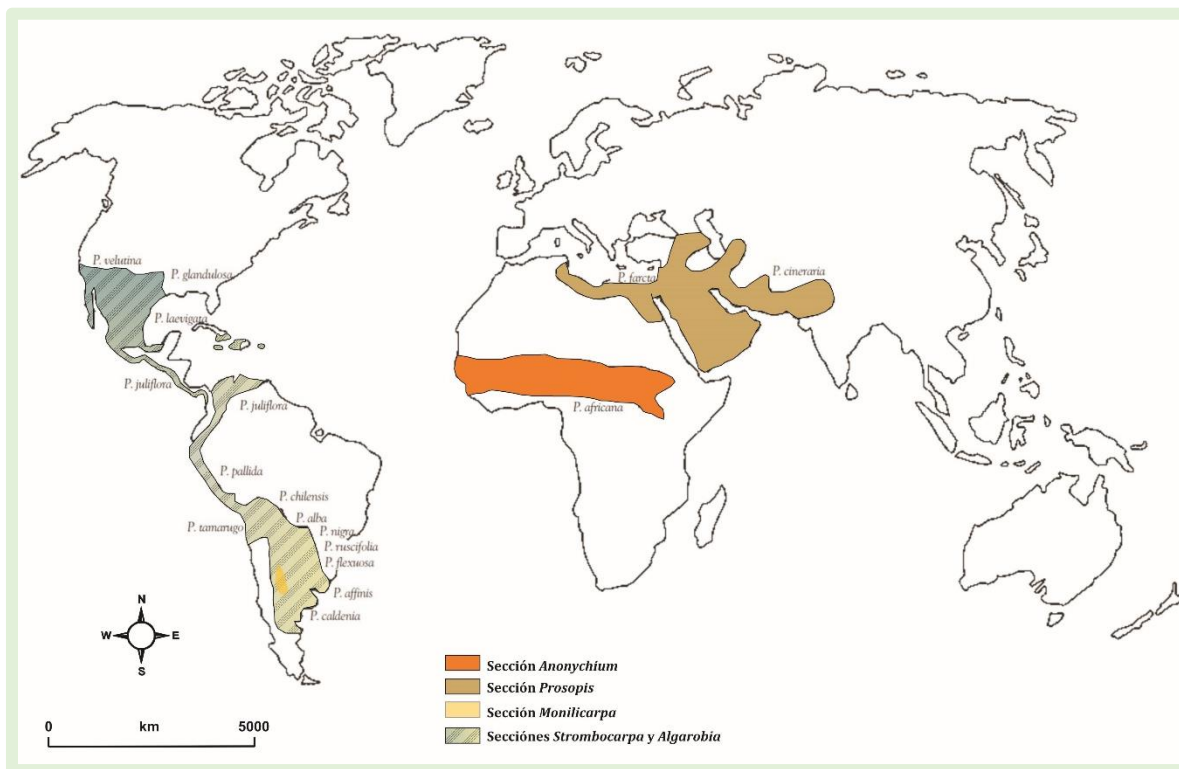 P. velutina
P. glandulosa
P. laevigata
P. juliflora
P. juliflora
P. pallida
P. chilensis
P. alba
P. nigra
P. tamarugo
P. ruscifolia
P. flexuosa
P. affinis
P. caldenia
P. farcta
P. cineraria
P. africana
N
W E
S
0 km 5000
Sección Anonychium
Sección Prosopis
Sección Monilicarpa
Secciónes Strombocarpa y Algarobia